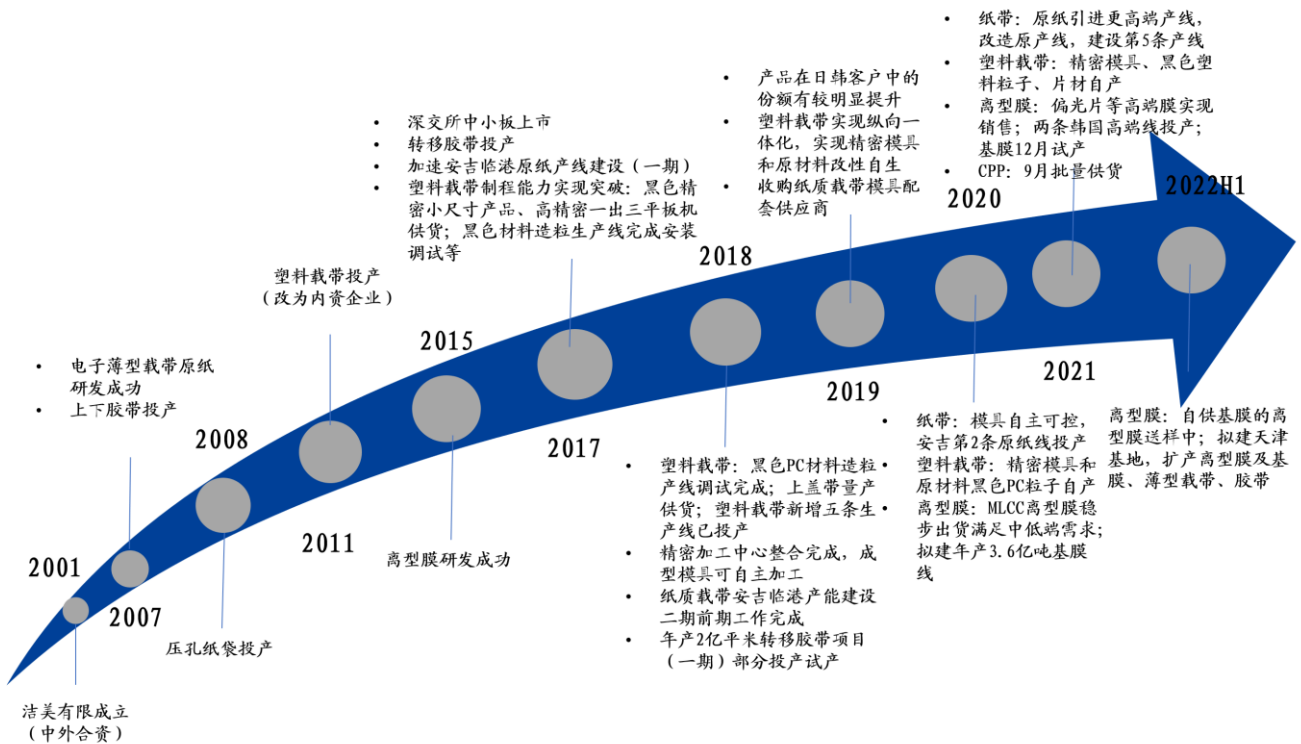 2001
洁美有限成立
（中外合资）
2007
• 电子薄型载带原纸
研发成功
• 上下胶带投产
2008
压孔纸袋投产
2011
塑料载带投产
（改为内资企业）
2015
离型膜研发成功
2017
• 深交所中小板上市
• 转移胶带投产
• 加速安吉临港原纸产线建设（一期）
• 塑料载带制程能力实现突破：黑色精
密小尺寸产品、高精密一出三平板机
供货；黑色材料造粒生产线完成安装
调试等
2018
• 塑料载带：黑色PC材料造粒
产线调试完成；上盖带量产
供货；塑料载带新增五条生
产线已投产
• 精密加工中心整合完成，成
型模具可自主加工
• 纸质载带安吉临港产能建设
二期前期工作完成
• 年产2亿平米转移胶带项目
（一期）部分投产试产
2019
• 产品在日韩客户中的
份额有较明显提升
• 塑料载带实现纵向一
体化，实现精密模具
和原材料改性自生
• 收购纸质载带模具配
套供应商
2020
• 纸带：模具自主可控，
安吉第2条原纸线投产
• 塑料载带：精密模具和
原材料黑色PC粒子自产
• 离型膜：MLCC离型膜稳
步出货满足中低端需求；
拟建年产3.6亿吨基膜
线
2021
• 纸带：原纸引进更高端产线，
改造原产线，建设第5条产线
• 塑料载带：精密模具、黑色塑
料粒子、片材自产
• 离型膜：偏光片等高端膜实现
销售；两条韩国高端线投产；
基膜12月试产
• CPP：9月批量供货
2022H1
离型膜：自供基膜的离
型膜送样中；拟建天津
基地，扩产离型膜及基
膜、薄型载带、胶带